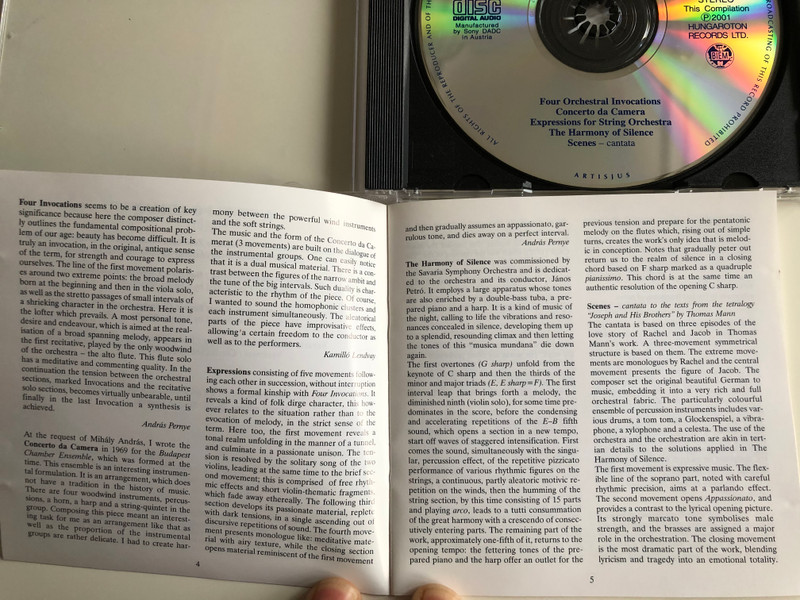 DISC
DIGITAL AUDIO
Manufactured
by Sony DADC
in Austria
STEREO
This Compilation
Ⓟ2001
HUNGAROTON
RECORDS LTD.
BIEM
ALL RIGHTS OF THE REPRODUCER AND OF THE
BROADCASTING OF THIS RECORD PROHIBITED
Four Orchestral Invocations
Concerto da Camera
Expressions for String Orchestra
The Harmony of Silence
Scenes – cantata
ARTISJUS
Four Invocations seems to be a creation of key
significance because here the composer distinct-
ly outlines the fundamental compositional prob-
lem of our age: beauty has become difficult. It is
truly an invocation, in the original, antique sense
of the term, for strength and courage to express
ourselves. The line of the first movement polaris-
es around two extreme points: the broad melody
born at the beginning and then in the viola solo,
as well as the stretto passages of small intervals of
a shrieking character in the orchestra. Here it is
the lofter which prevails. A most personal tone,
desire and endeavour, which is aimed at the real-
isation of a broad spanning melody, appears in
the first recitative, played by the only woodwind
of the orchestra – the alto flute. This flute solo
has a meditative and commenting quality. In the
continuation the tension between the orchestral
sections, marked Invocations and the recitative
solo sections, becomes virtually unbearable, until
finally in the last Invocation a synthesis is
achieved.
András Pernye
At the request of Mihály András, I wrote the
Concerto da Camera in 1969 for the Budapest
Chamber Ensemble, which was formed at the
time. This ensemble is an interesting instrumen-
tal formulation. It is an arrangement, which does
not have a tradition in the history of music.
There are four woodwind instruments, percus-
sions, a horn, a harp and a string-quintet in the
group. Composing this piece meant an interest-
ing task for me as an arrangement like that as
well as the proportion of the instrumental
groups are rather delicate. I had to create har-
mony between the powerful wind instruments
and the soft strings.
The music and the form of the Concerto da Ca-
merat (3 movements) are built on the dialogue of
the instrumental groups. One can easily notice
that it is a dual musical material. There is a con-
trast between the figures of the narrow ambit and
the tune of the big intervals. Such duality is char-
acteristic to the rhythm of the piece. Of course,
I wanted to sound the homophonic clusters and
each instrument simultaneously. The aleatorical
parts of the piece have improvisative effects,
allowing a certain freedom to the conductor as
well as to the performers.
Kamilló Lendvay
Expressions consisting of five movements follow-
ing each other in succession, without interruption
shows a formal kinship with Four Invocations. It
reveals a kind of folk dirge character, this how-
ever relates to the situation rather than to the
evocation of melody, in the strict sense of the
term. Here too, the first movement reveals a
tonal realm unfolding in the manner of a tunnel,
and culminate in a passionate unison. The ten-
sion is resolved by the solitary song of the two
violins, leading at the same time to the brief sec-
ond movement; this is comprised of free rhyth-
mic effects and short violin-thematic fragments,
which fade away ethereally. The following third
section develops its passionate material, replete
with dark tensions, in a single ascending out of
discursive repetitions of sound. The fourth move-
ment presents monologue like: meditative mate-
rial with airy texture, while the closing section
opens material reminiscent of the first movement
4
and then gradually assumes an appassionato, gar-
rulous tone, and dies away on a perfect interval.
András Pernye
The Harmony of Silence was commissioned by
the Savaria Symphony Orchestra and is dedicat-
ed to the orchestra and its conductor, János
Petró. It employs a large apparatus whose tones
are also enriched by a double-bass tuba, a pre-
pared piano and a harp. It is a kind of music of
the night, calling to life the vibrations and reso-
nances concealed in silence, developing them up
to a splendid, resounding climax and then letting
the tones of this "musica mundana" die down
again.
The first overtones (G sharp) unfold from the
keynote of C sharp and then the thirds of the
minor and major triads (E, E sharp=F). The first
interval leap that brings forth a melody, the
diminished ninth (violin solo), for some time pre-
dominates in the score, before the condensing
and accelerating repetitions of the E–B fifth
sound, which opens a section in a new tempo,
start off waves of staggered intensification. First
comes the sound, simultaneously with the singu-
lar, percussion effect, of the repetitive pizzicato
performance of various rhythmic figures on the
strings, a continuous, partly aleatoric motivic re-
petition on the winds, then the humming of the
string section, by this time consisting of 15 parts
and playing arco, leads to a tutti consummation
of the great harmony with a crescendo of consec-
utively entering parts. The remaining part of the
work, approximately one-fifth of it, returns to the
opening tempo: the fettering tones of the pre-
pared piano and the harp offer an outlet for the
previous tension and prepare for the pentatonic
melody on the flutes which, rising out of simple
turns, creates the work's only idea that is melod-
ic in conception. Notes that gradually peter out
return us to the realm of silence in a closing
chord based on F sharp marked as a quadruple
pianissimo. This chord is at the same time an
authentic resolution of the opening C sharp.
Scenes – cantata to the texts from the tetralogy
"Joseph and His Brothers" by Thomas Mann
The cantata is based on three episodes of the
love story of Rachel and Jacob in Thomas
Mann's work. A three-movement symmetrical
structure is based on them. The extreme move-
ments are monologues by Rachel and the central
movement presents the figure of Jacob. The
composer set the original beautiful German to
music, embedding it into a very rich and full
orchestral fabric. The particularly colourful
ensemble of percussion instruments includes var-
ious drums, a tom tom, a Glockenspiel, a vibra-
phone, a xylophone and a celesta. The use of the
orchestra and the orchestration are akin in tert-
ian details to the solutions applied in The
Harmony of Silence.
The first movement is expressive music. The flex-
ible line of the soprano part, noted with careful
rhythmic precision, aims at a parlando effect.
The second movement opens Appassionato, and
provides a contrast to the lyrical opening picture.
Its strongly marcato tone symbolises male
strength, and the brasses are assigned a major
role in the orchestration. The closing movement
is the most dramatic part of the work, blending
lyricism and tragedy into an emotional totality.
5